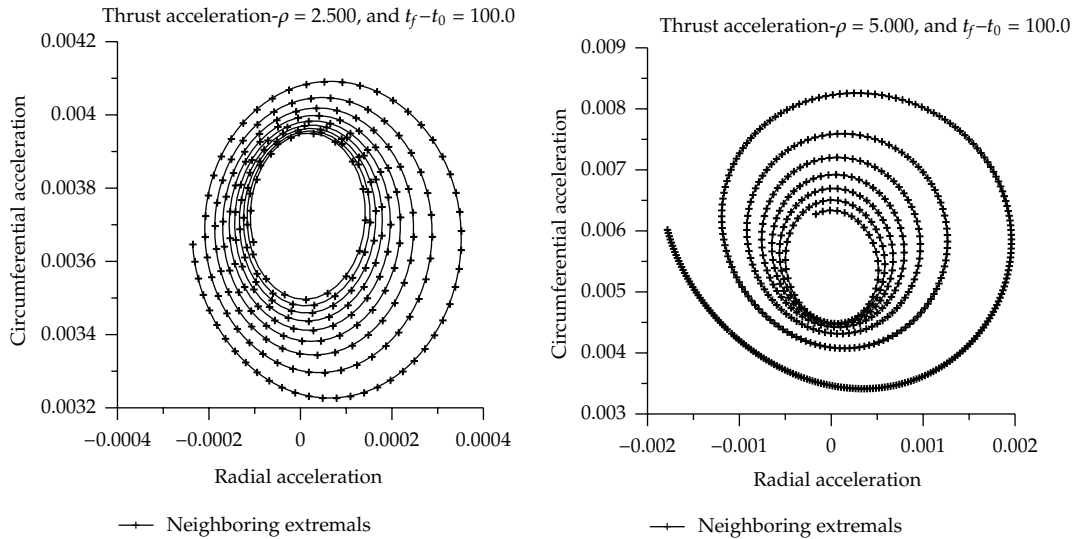 Thrust acceleration-ρ = 2.500, and t_f−t_0 = 100.0
0.0042
0.004
0.0038
0.0036
0.0034
0.0032
Circumferential acceleration
−0.0004
−0.0002
0
0.0002
0.0004
Radial acceleration
Neighboring extremals
Thrust acceleration-ρ = 5.000, and t_f−t_0 = 100.0
0.009
0.008
0.007
0.006
0.005
0.004
0.003
Circumferential acceleration
−0.002
−0.001
0
0.001
0.002
Radial acceleration
Neighboring extremals